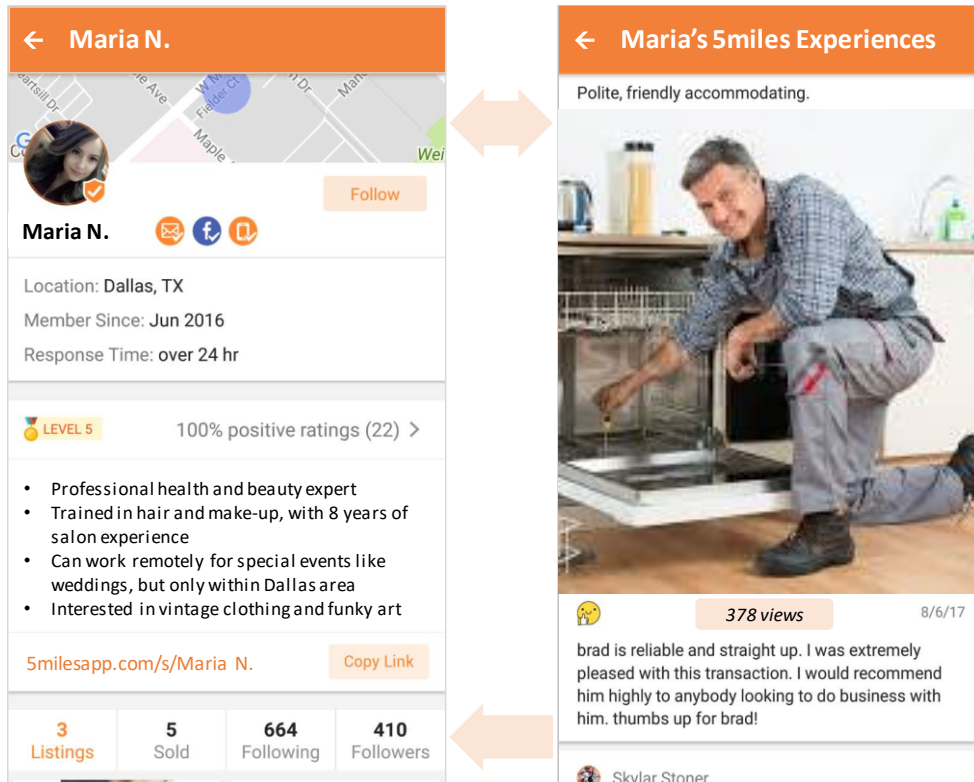 Maria N.
Heartsill Dr
Fielder Ct
Maple
Wei
Follow
Maria N.
Location: Dallas, TX
Member Since: Jun 2016
Response Time: over 24 hr
LEVEL 5
100% positive ratings (22) >
• Professional health and beauty expert
• Trained in hair and make-up, with 8 years of
salon experience
• Can work remotely for special events like
weddings, but only within Dallas area
• Interested in vintage clothing and funky art
5milesapp.com/s/Maria N.
Copy Link
3
Listings
5
Sold
664
Following
410
Followers
Maria's 5miles Experiences
Polite, friendly accommodating.
378 views
8/6/17
brad is reliable and straight up. I was extremely
pleased with this transaction. I would recommend
him highly to anybody looking to do business with
him. thumbs up for brad!
Skylar Stoner